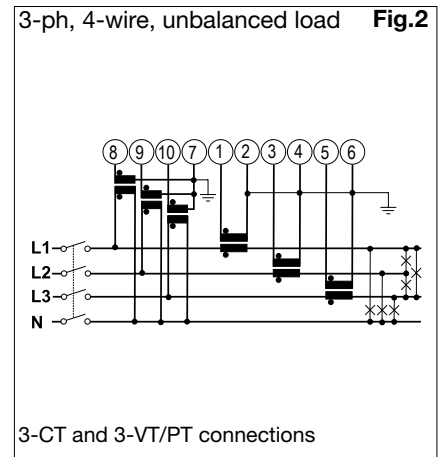 3-ph, 4-wire, unbalanced load Fig.2
8 9 10 7 1 2 3 4 5 6
L1
L2
L3
N
3-CT and 3-VT/PT connections